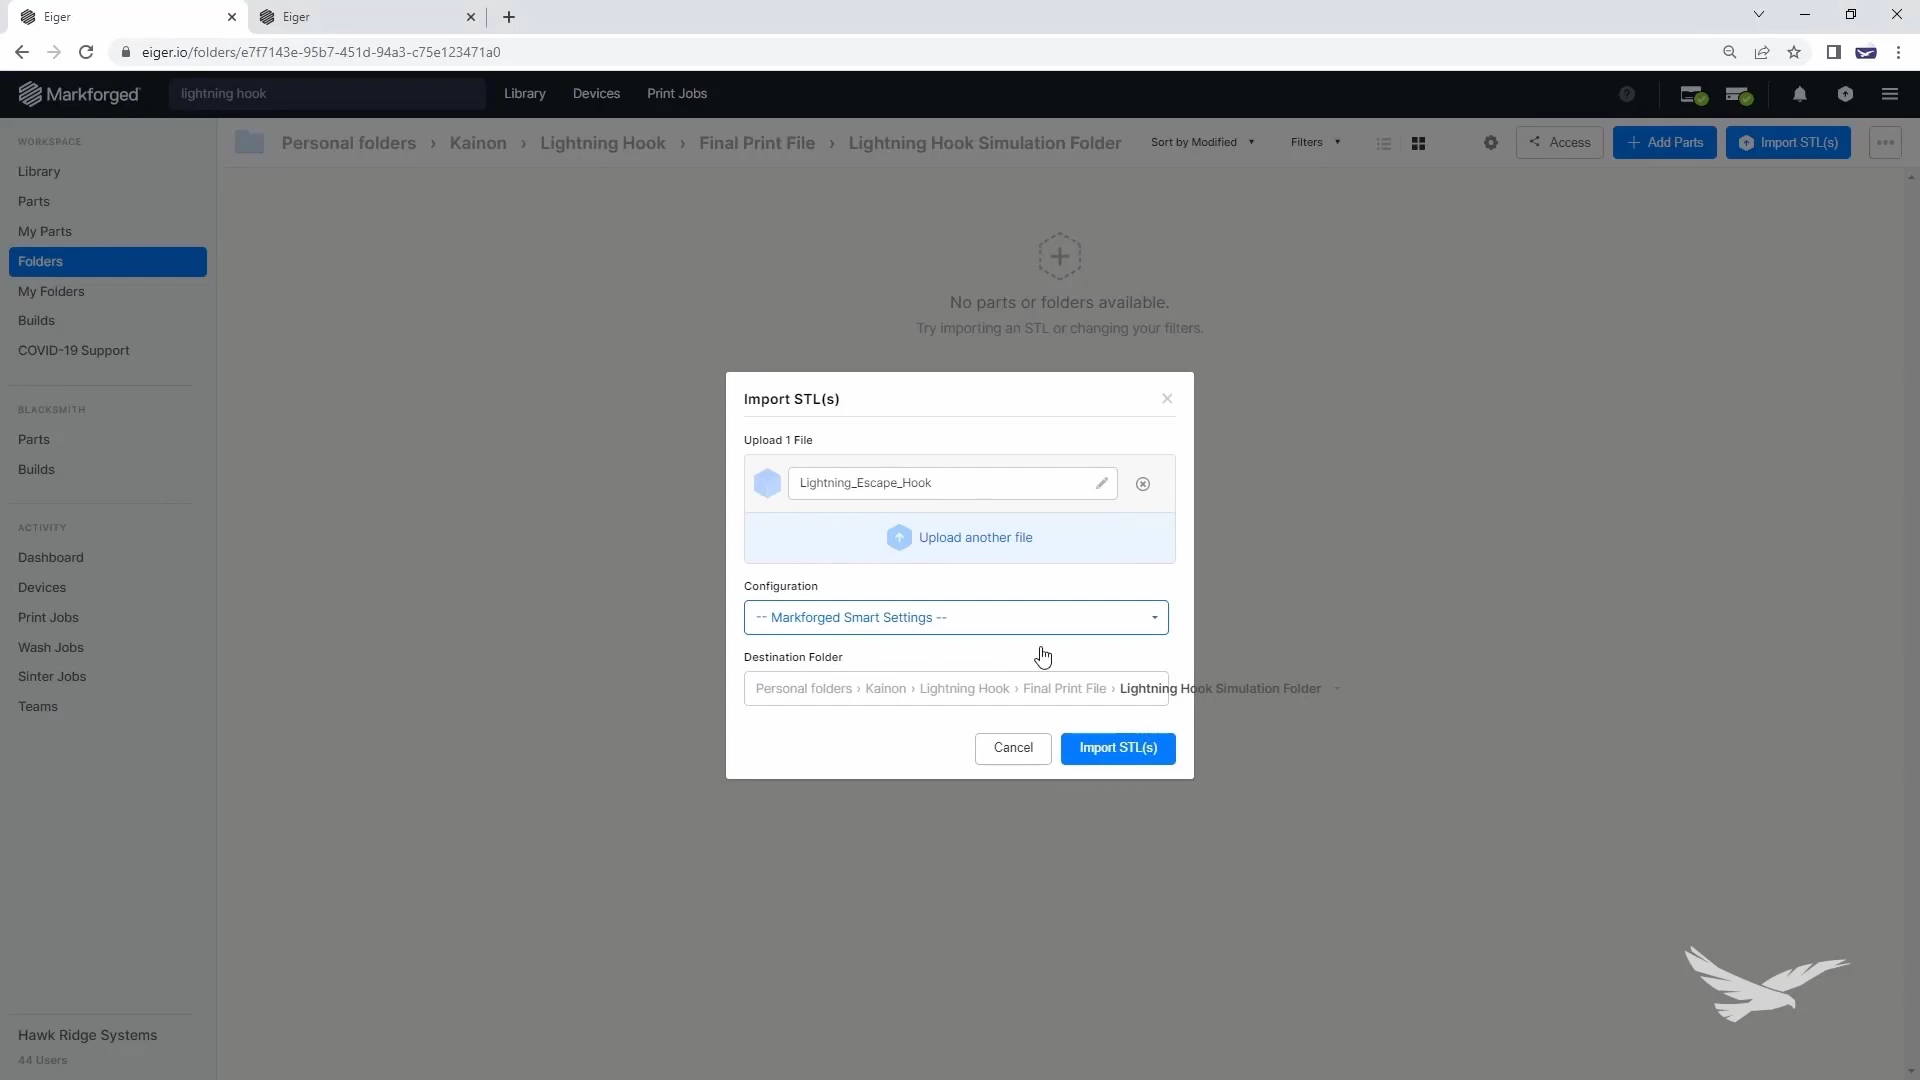 Eiger
Eiger
eiger.io/folders/e7f7143e-95b7-451d-94a3-c75e123471a0
Markforged
lightning hook
Library
Devices
Print Jobs
WORKSPACE
Library
Parts
My Parts
Folders
My Folders
Builds
COVID-19 Support
BLACKSMITH
Parts
Builds
ACTIVITY
Dashboard
Devices
Print Jobs
Wash Jobs
Sinter Jobs
Teams
Hawk Ridge Systems
44 Users
Personal folders › Kainon › Lightning Hook › Final Print File › Lightning Hook Simulation Folder
Sort by Modified
Filters
Access
+ Add Parts
Import STL(s)
No parts or folders available.
Try importing an STL or changing your filters.
Import STL(s)
Upload 1 File
Lightning_Escape_Hook
Upload another file
Configuration
-- Markforged Smart Settings --
Destination Folder
Personal folders › Kainon › Lightning Hook › Final Print File › Lightning Hook Simulation Folder
Cancel
Import STL(s)